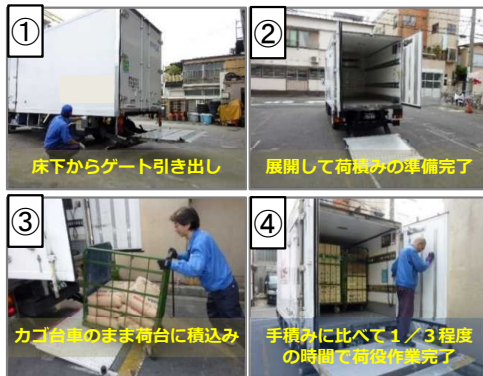 ①
床下からゲート引き出し
②
展開して荷積みの準備完了
③
カゴ台車のまま荷台に積込み
④
手積みに比べて１／３程度
の時間で荷役作業完了